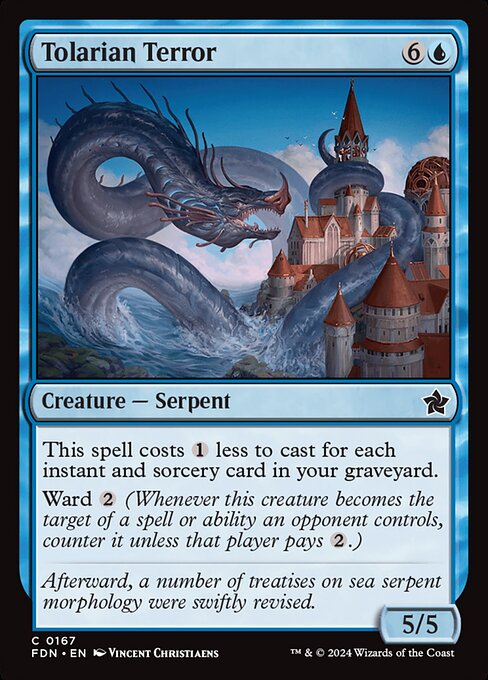 Tolarian Terror 6
Creature — Serpent
This spell costs 1 less to cast for each
instant and sorcery card in your graveyard.
Ward 2 (Whenever this creature becomes the
target of a spell or ability an opponent controls,
counter it unless that player pays 2.)
Afterward, a number of treatises on sea serpent
morphology were swiftly revised.
5/5
C 0167
FDN • EN Vincent Christiaens
™ & © 2024 Wizards of the Coast